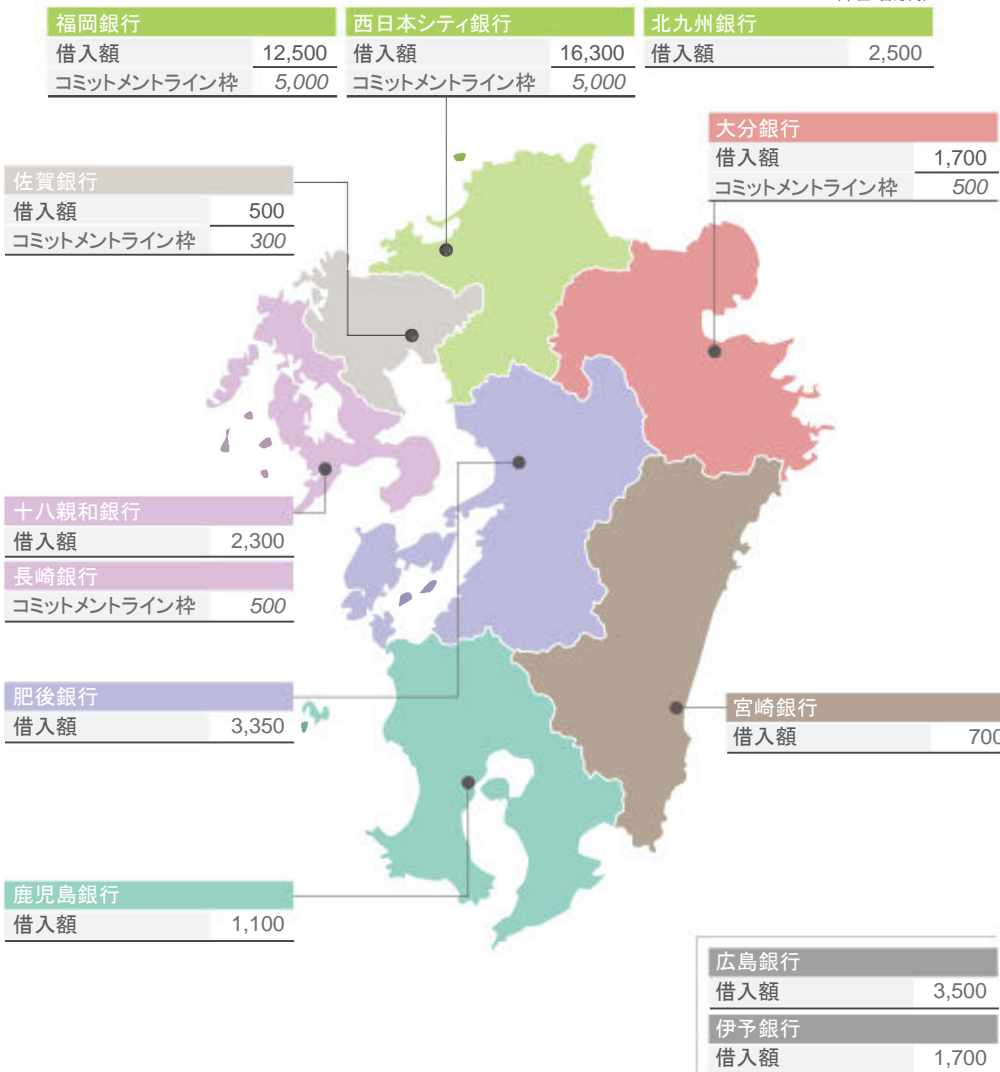 福岡銀行
借入額 12,500
コミットメントライン枠 5,000
西日本シティ銀行
借入額 16,300
コミットメントライン枠 5,000
北九州銀行
借入額 2,500
大分銀行
借入額 1,700
コミットメントライン枠 500
佐賀銀行
借入額 500
コミットメントライン枠 300
十八親和銀行
借入額 2,300
長崎銀行
コミットメントライン枠 500
肥後銀行
借入額 3,350
宮崎銀行
借入額 700
鹿児島銀行
借入額 1,100
広島銀行
借入額 3,500
伊予銀行
借入額 1,700